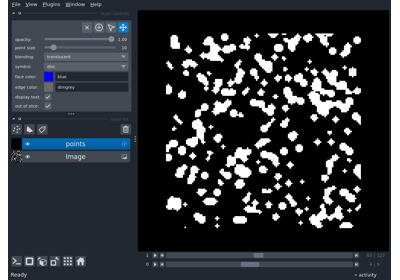 File View Plugins Window Help
opacity: 1.00
point size: 10
blending: translucent
symbol: disc
face color: blue
edge color: dimgrey
display text:
out of slice:
points
Image
1
0
Ready
activity